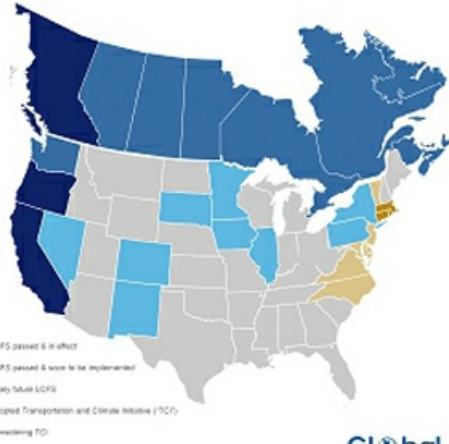 FS passed & in effect
FS passed & soon to be implemented
ely future LCFS
opted Transportation and Climate Initiative ("TCI")
nsidering TCI
Global